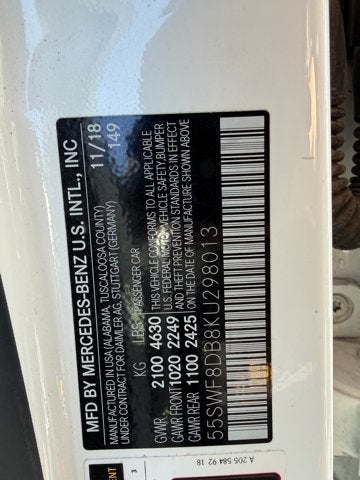 MFD BY MERCEDES-BENZ U.S. INTL., INC
MANUFACTURED IN USA (ALABAMA, TUSCALOOSA COUNTY)
MANUFACTURED FOR DAIMLER AG, STUTTGART (GERMANY)
11/18
149
KG LBS PASSENGER CAR
GVWR 2100 4630 THIS VEHICLE CONFORMS TO ALL APPLICABLE
GAWR FRONT 1020 2249 U.S. FEDERAL MOTOR VEHICLE SAFETY, BUMPER
GAWR REAR 1100 2425 AND THEFT PREVENTION STANDARDS IN EFFECT
ON THE DATE OF MANUFACTURE SHOWN ABOVE
55SWF8DB8KU298013
A 205 584 92 18
3